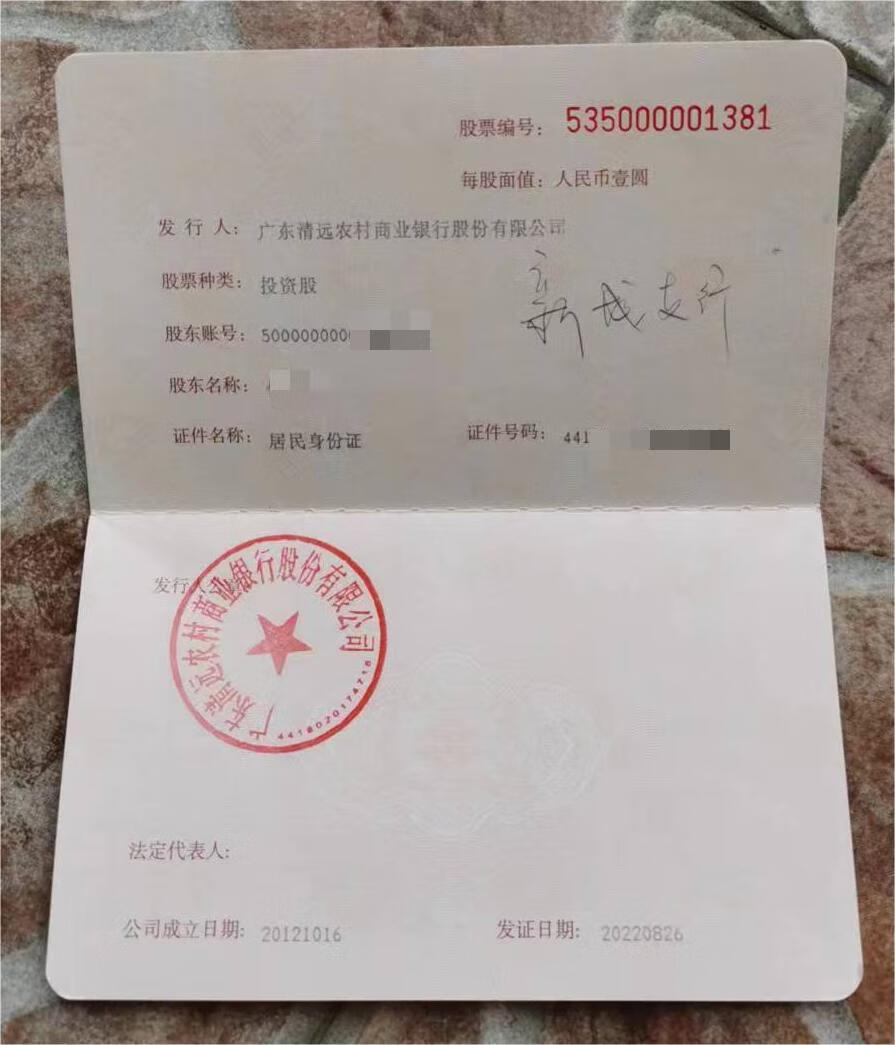 股票编号: 535000001381
每股面值: 人民币壹圆
发 行 人: 广东清远农村商业银行股份有限公司
股票种类: 投资股
新城支行
股东账号: 500000000
股东名称:
证件名称: 居民身份证 证件号码: 441
发行人公章
广东清远农村商业银行股份有限公司
法定代表人:
公司成立日期: 20121016 发证日期: 20220826